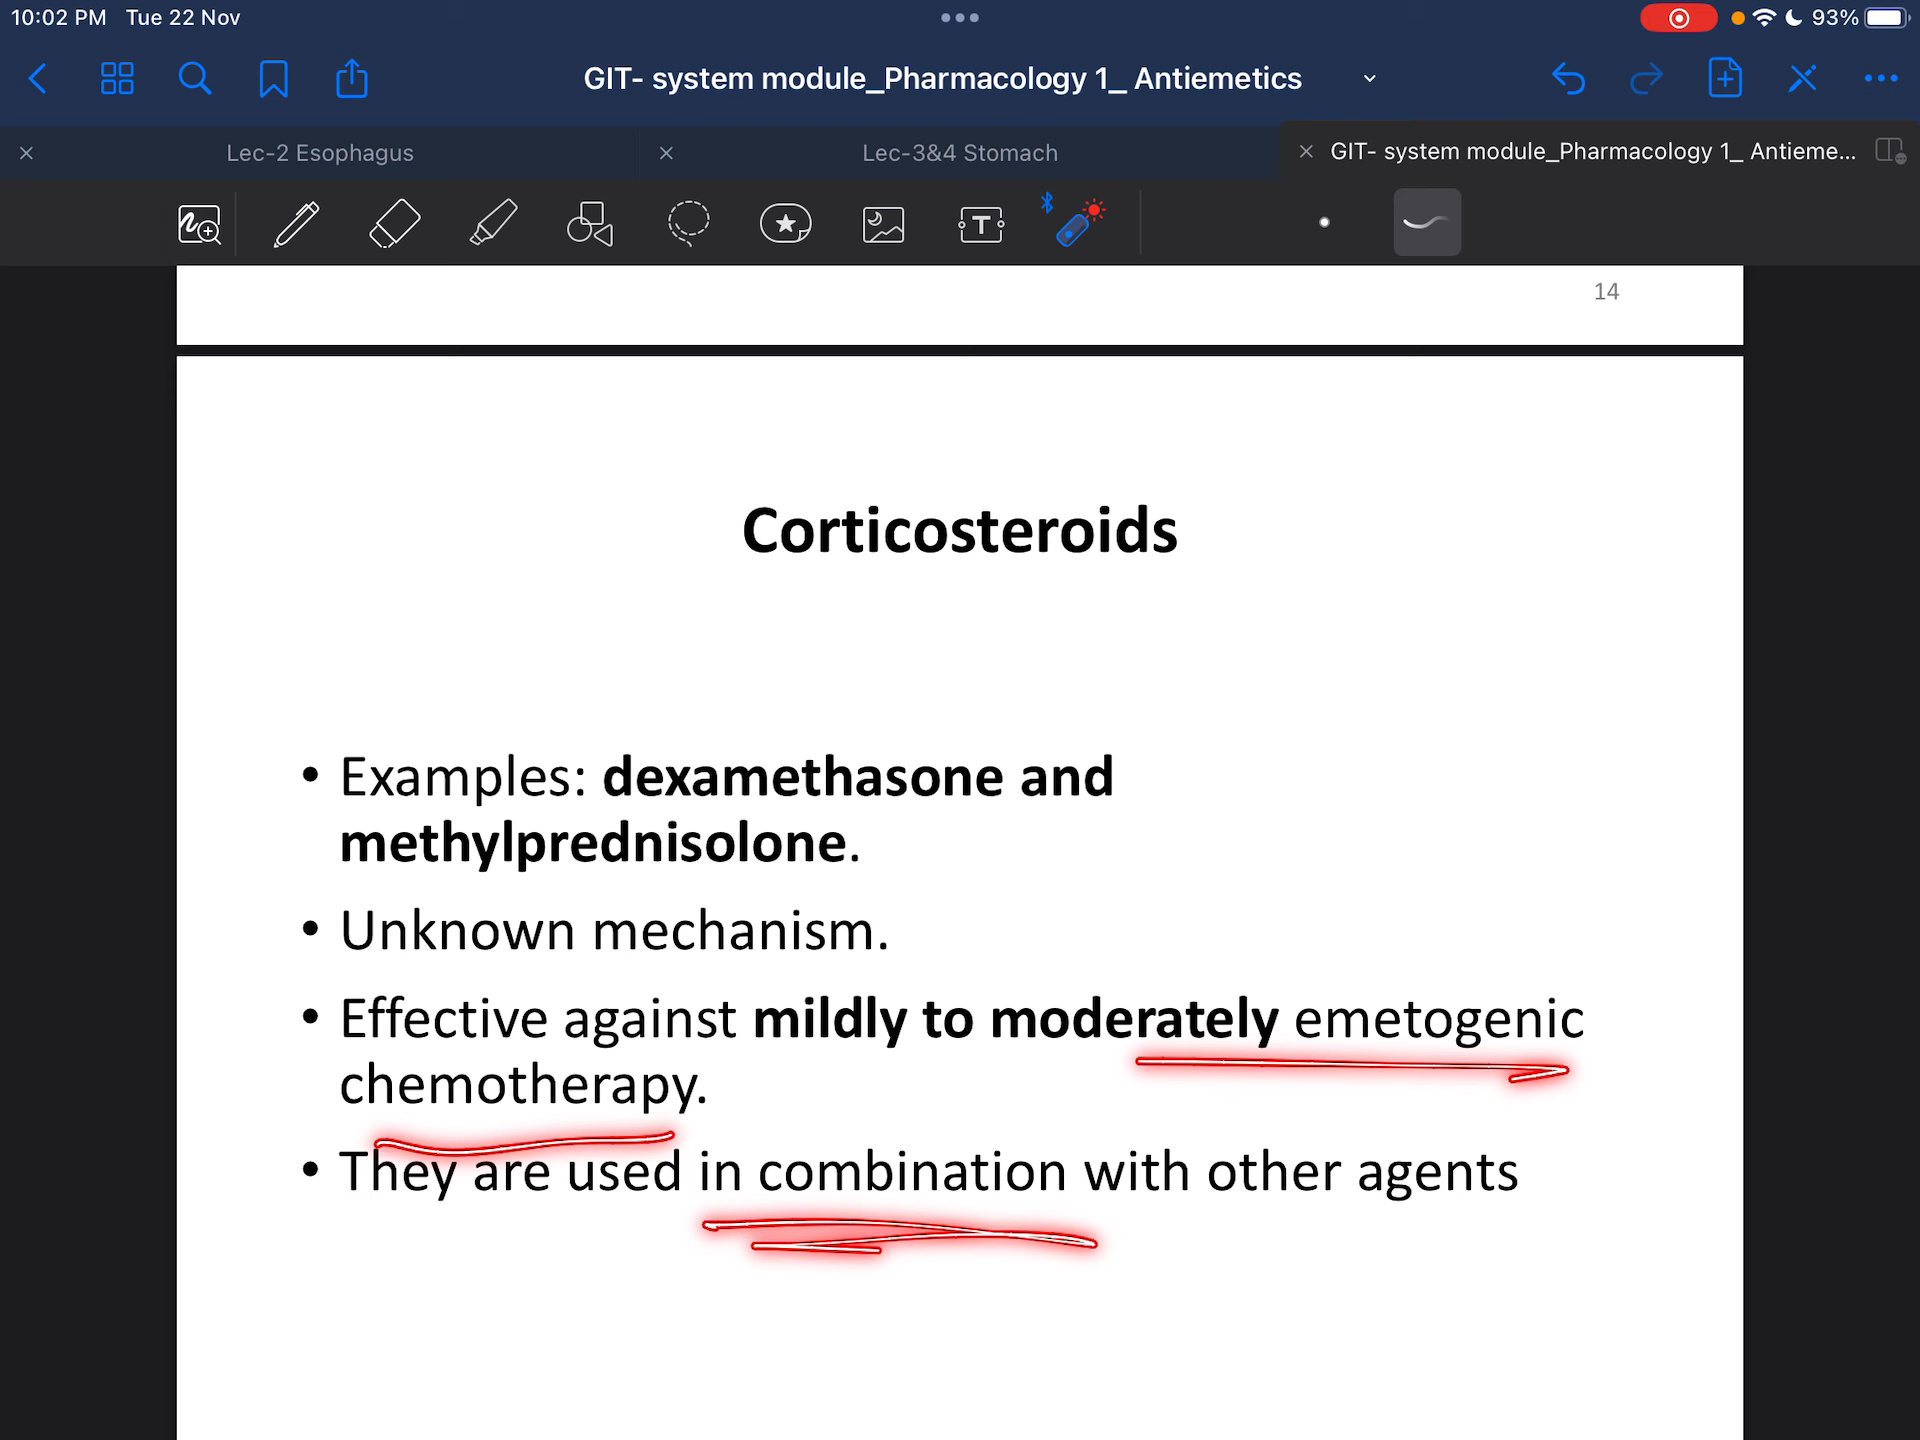 10:02 PM Tue 22 Nov
93%
GIT- system module_Pharmacology 1_ Antiemetics
Lec-2 Esophagus
Lec-3&4 Stomach
GIT- system module_Pharmacology 1_ Antieme...
T
14
Corticosteroids
• Examples: dexamethasone and
methylprednisolone.
• Unknown mechanism.
• Effective against mildly to moderately emetogenic
chemotherapy.
• They are used in combination with other agents